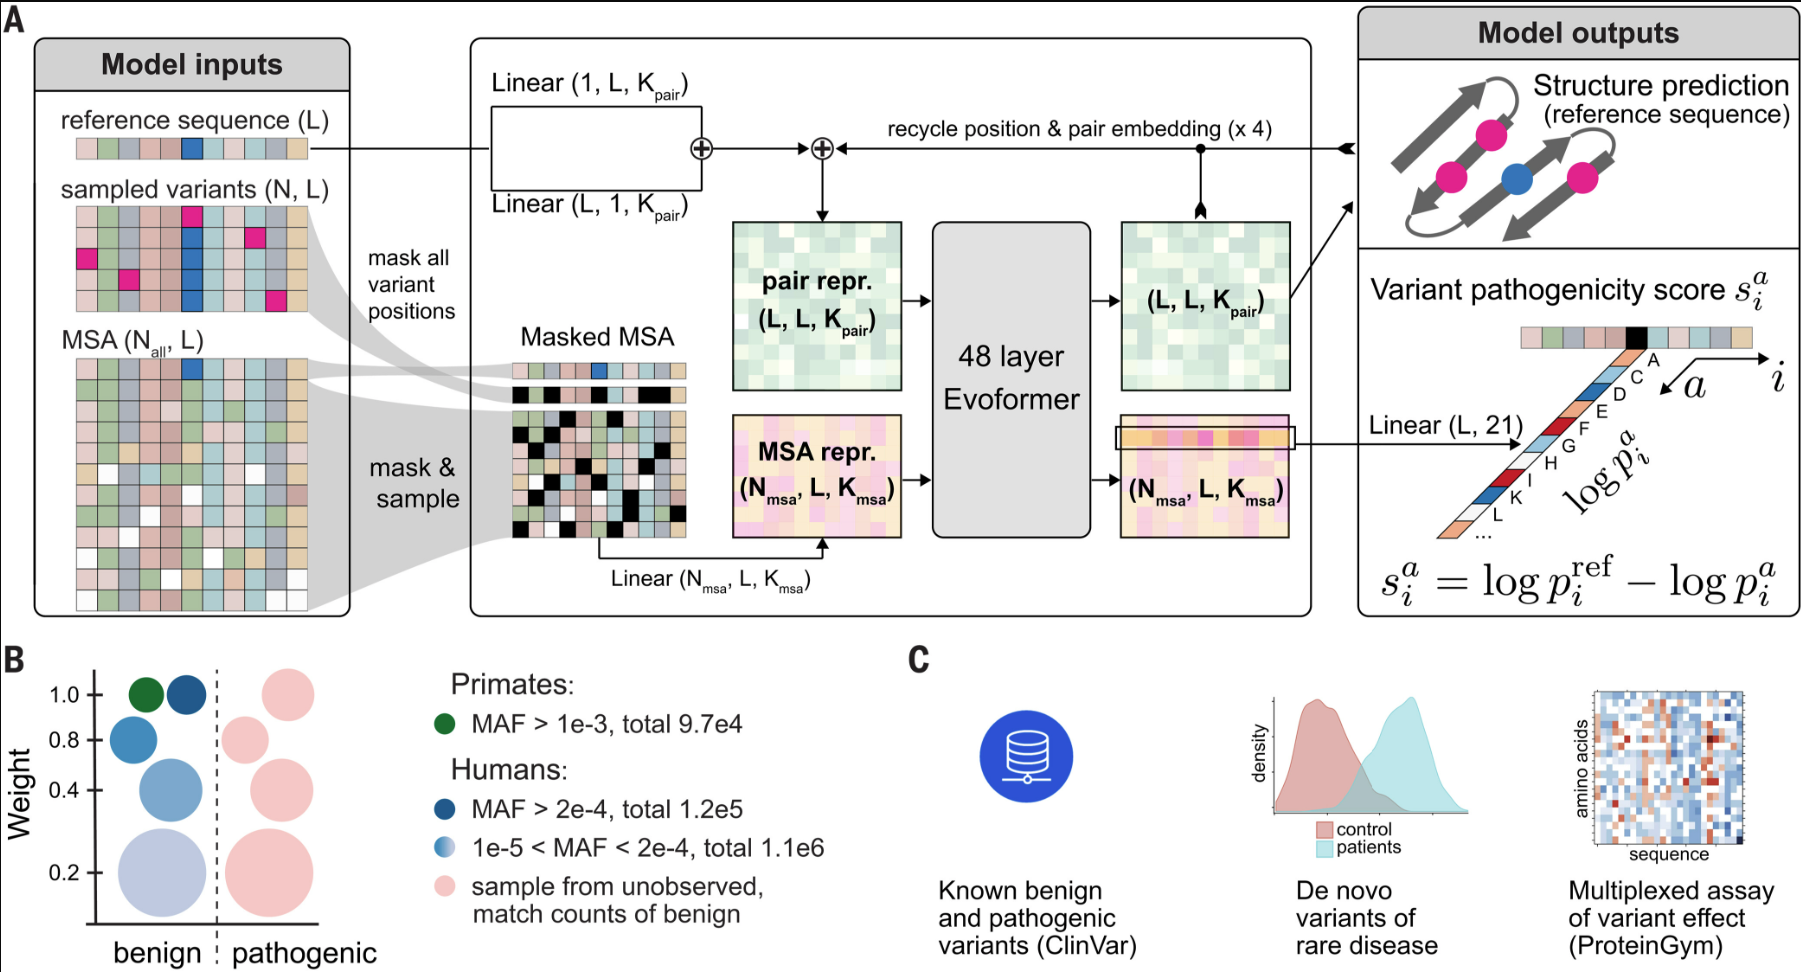 A
Model inputs
reference sequence (L)
sampled variants (N, L)
MSA (Nall, L)
mask all
variant
positions
mask &
sample
Linear (1, L, Kpair)
Linear (L, 1, Kpair)
recycle position & pair embedding (x 4)
Masked MSA
Linear (Nmsa, L, Kmsa)
pair repr.
(L, L, Kpair)
MSA repr.
(Nmsa, L, Kmsa)
48 layer
Evoformer
(L, L, Kpair)
(Nmsa, L, Kmsa)
Model outputs
Structure prediction
(reference sequence)
Variant pathogenicity score s_i^a
Linear (L, 21)
A
C
D
E
F
G
H
I
K
L
...
a
i
log p_i^a
s_i^a = log p_i^ref − log p_i^a
B
Weight
1.0
0.8
0.4
0.2
benign
pathogenic
Primates:
MAF > 1e-3, total 9.7e4
Humans:
MAF > 2e-4, total 1.2e5
1e-5 < MAF < 2e-4, total 1.1e6
sample from unobserved,
match counts of benign
C
Known benign
and pathogenic
variants (ClinVar)
density
control
patients
De novo
variants of
rare disease
amino acids
sequence
Multiplexed assay
of variant effect
(ProteinGym)